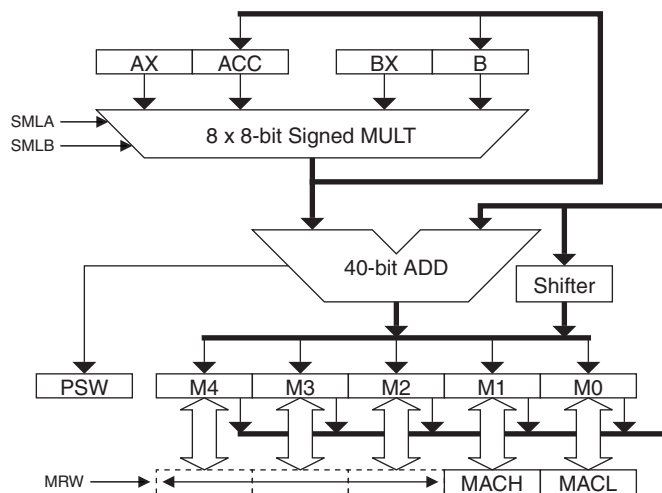 AX ACC BX B
SMLA
SMLB
8 x 8-bit Signed MULT
40-bit ADD
Shifter
PSW M4 M3 M2 M1 M0
MRW MACH MACL